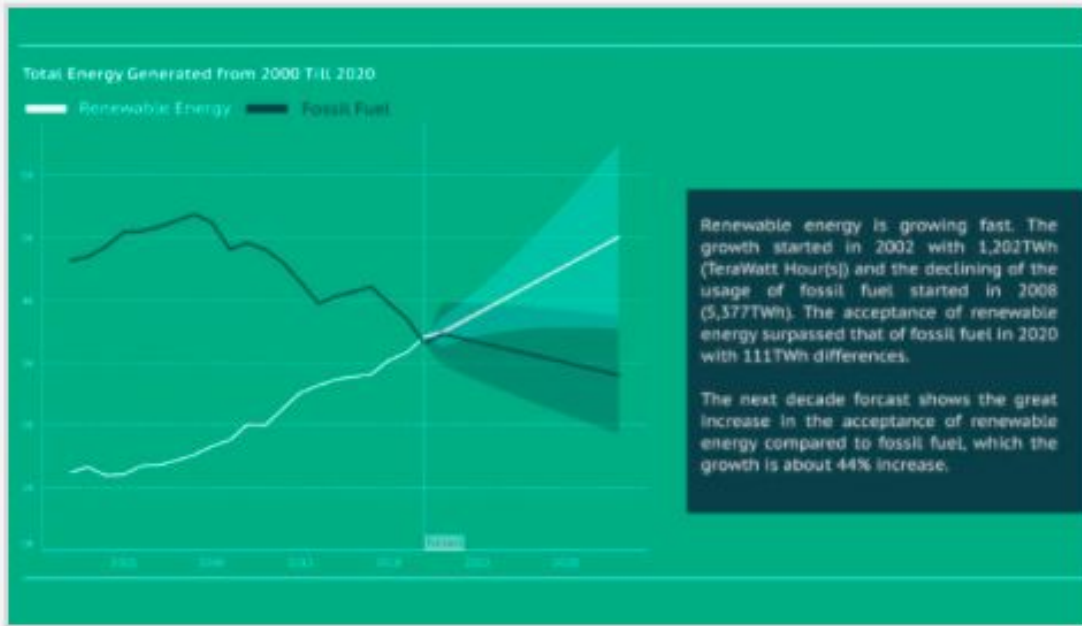 Total Energy Generated from 2000 Till 2020
Renewable Energy Fossil Fuel
Renewable energy is growing fast. The
growth started in 2002 with 1,202TWh
(TeraWatt Hour[s]) and the declining of the
usage of fossil fuel started in 2008
(5,377TWh). The acceptance of renewable
energy surpassed that of fossil fuel in 2020
with 111TWh differences.
The next decade forcast shows the great
increase in the acceptance of renewable
energy compared to fossil fuel, which the
growth is about 44% increase.